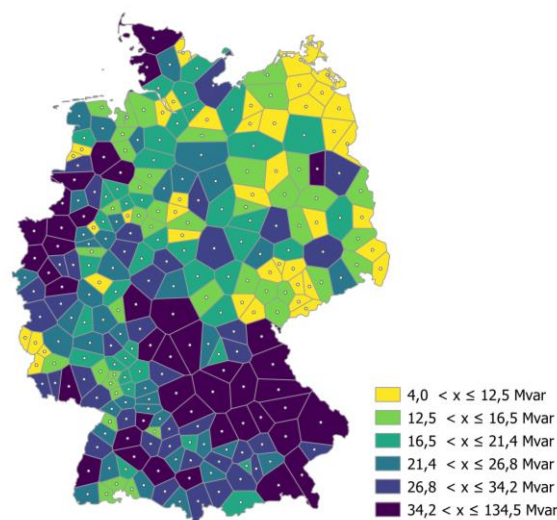 4,0 < x ≤ 12,5 Mvar
12,5 < x ≤ 16,5 Mvar
16,5 < x ≤ 21,4 Mvar
21,4 < x ≤ 26,8 Mvar
26,8 < x ≤ 34,2 Mvar
34,2 < x ≤ 134,5 Mvar